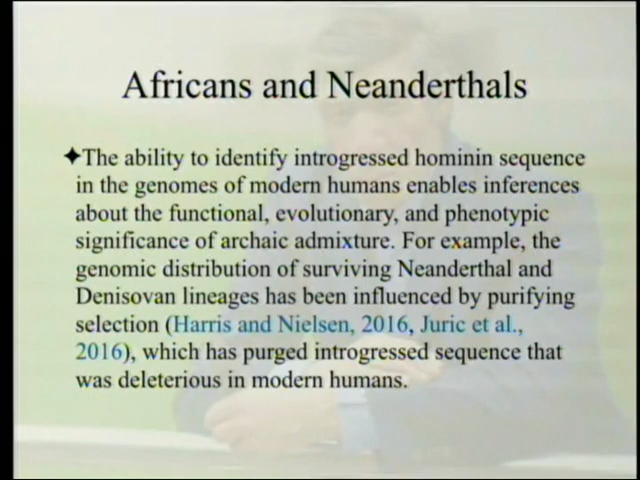 Africans and Neanderthals
✦The ability to identify introgressed hominin sequence
in the genomes of modern humans enables inferences
about the functional, evolutionary, and phenotypic
significance of archaic admixture. For example, the
genomic distribution of surviving Neanderthal and
Denisovan lineages has been influenced by purifying
selection (Harris and Nielsen, 2016, Juric et al.,
2016), which has purged introgressed sequence that
was deleterious in modern humans.